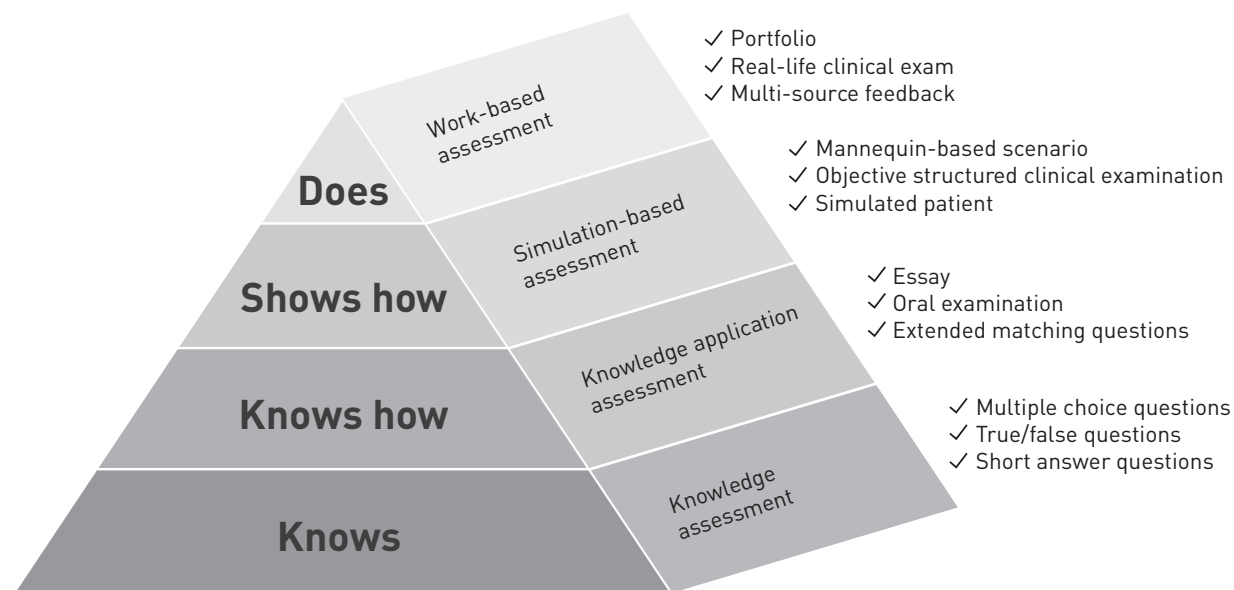 Does
Work-based
assessment
✓ Portfolio
✓ Real-life clinical exam
✓ Multi-source feedback
Shows how
Simulation-based
assessment
✓ Mannequin-based scenario
✓ Objective structured clinical examination
✓ Simulated patient
Knows how
Knowledge application
assessment
✓ Essay
✓ Oral examination
✓ Extended matching questions
Knows
Knowledge
assessment
✓ Multiple choice questions
✓ True/false questions
✓ Short answer questions